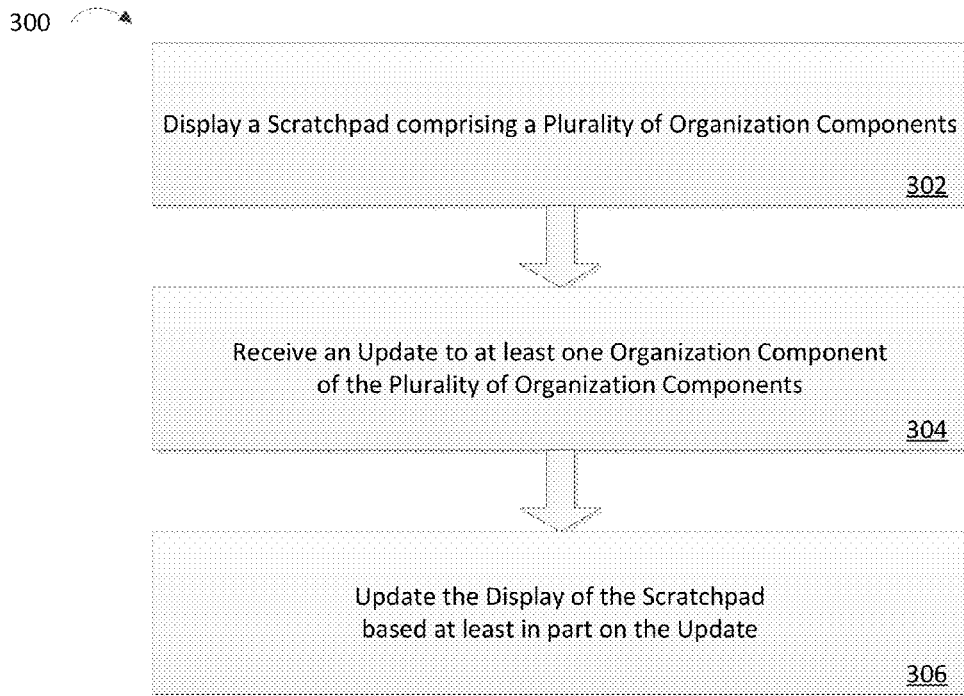 300
Display a Scratchpad comprising a Plurality of Organization Components
302
Receive an Update to at least one Organization Component
of the Plurality of Organization Components
304
Update the Display of the Scratchpad
based at least in part on the Update
306